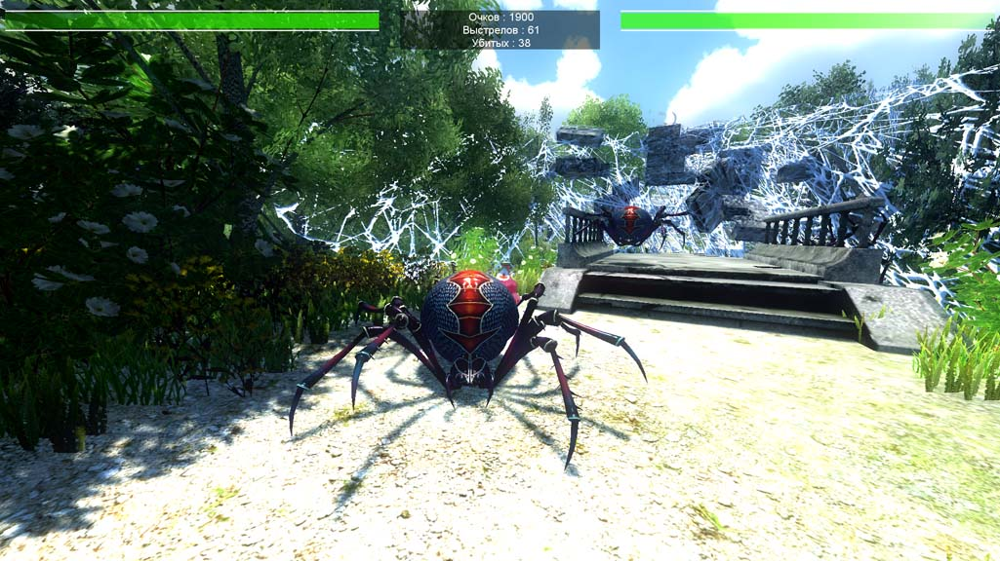 Очков : 1900
Выстрелов : 61
Убитых : 38